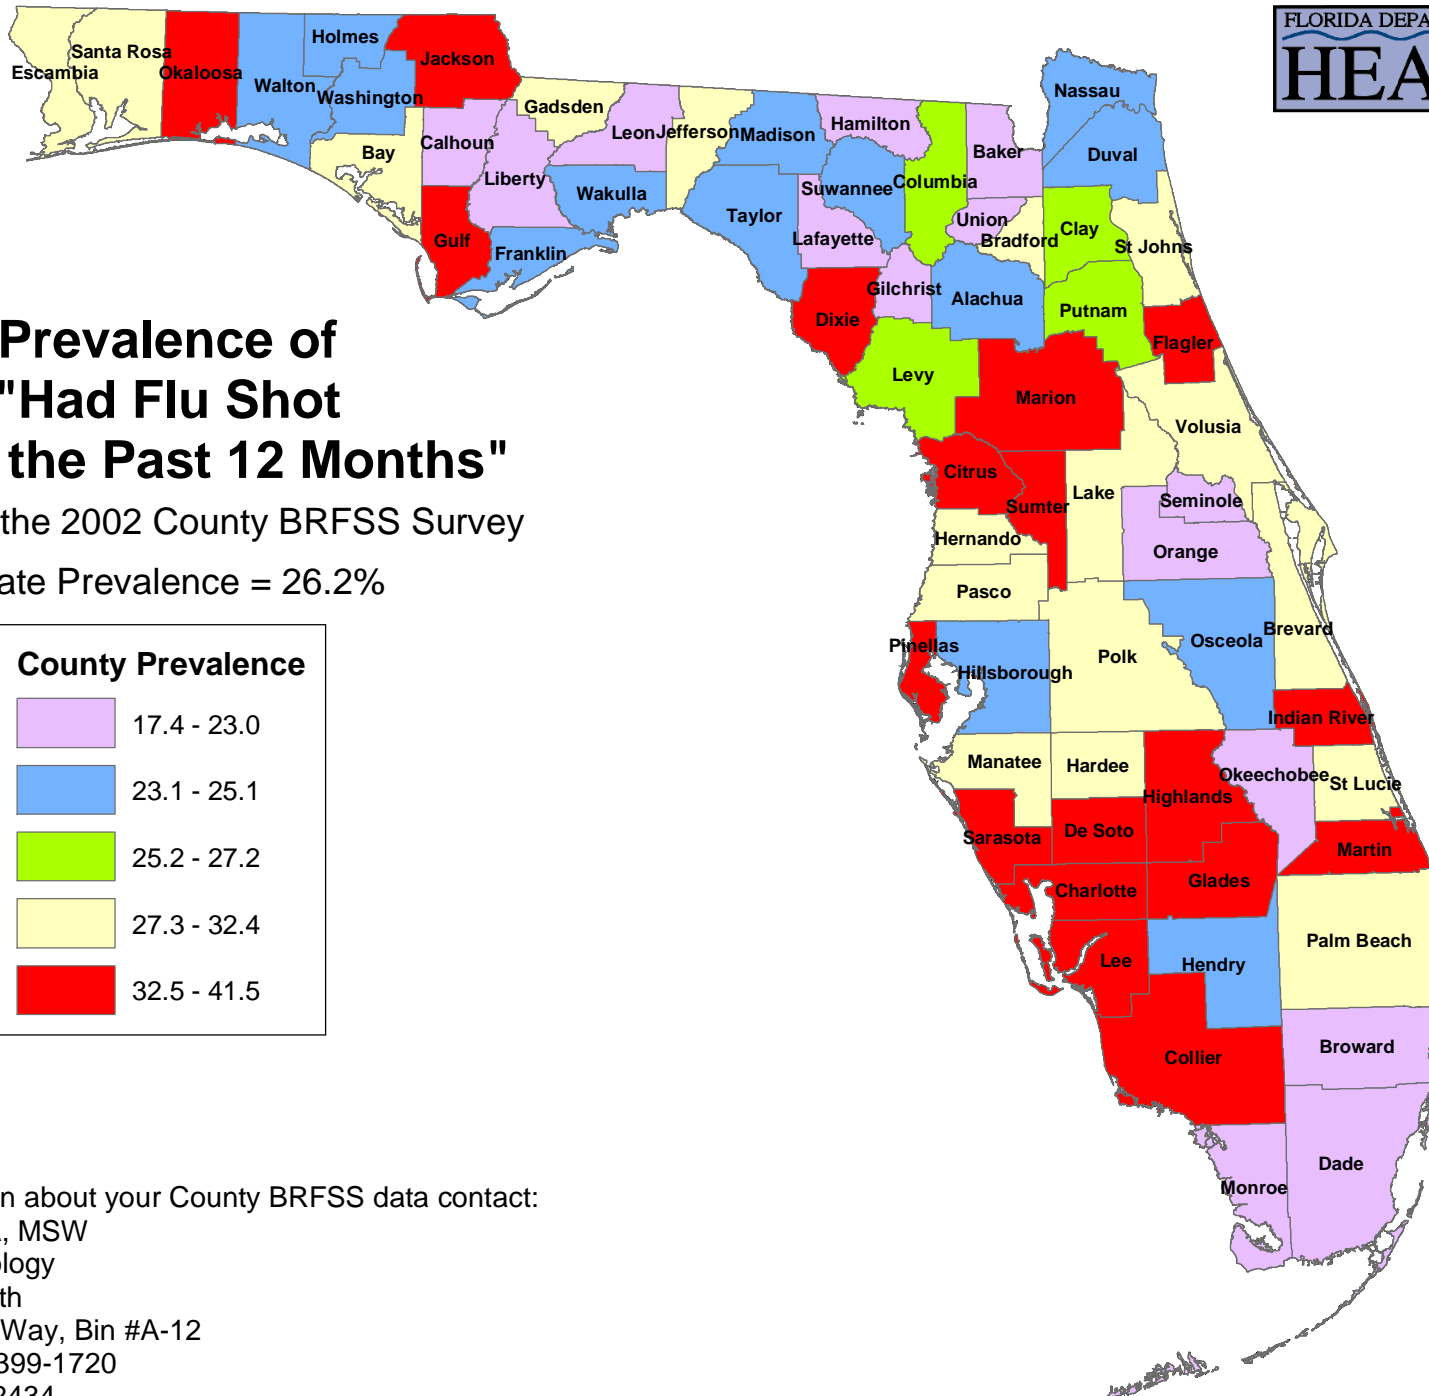 FLORIDA DEPA
HEA
Holmes
Jackson
Santa Rosa
Escambia
Okaloosa
Walton
Washington
Gadsden
Nassau
Bay
Calhoun
Leon
Jefferson
Madison
Hamilton
Baker
Duval
Liberty
Wakulla
Suwannee
Columbia
Taylor
Union
Bradford
Clay
St Johns
Lafayette
Gulf
Franklin
Gilchrist
Alachua
Putnam
Dixie
Flagler
Levy
Marion
Volusia
Citrus
Sumter
Lake
Seminole
Hernando
Orange
Pasco
Brevard
Pinellas
Hillsborough
Polk
Osceola
Indian River
Manatee
Hardee
Highlands
Okeechobee
St Lucie
Sarasota
De Soto
Martin
Charlotte
Glades
Palm Beach
Lee
Hendry
Collier
Broward
Dade
Monroe
Prevalence of
"Had Flu Shot
the Past 12 Months"
the 2002 County BRFSS Survey
ate Prevalence = 26.2%
County Prevalence
17.4 - 23.0
23.1 - 25.1
25.2 - 27.2
27.3 - 32.4
32.5 - 41.5
n about your County BRFSS data contact:
, MSW
ology
th
Way, Bin #A-12
399-1720
2434